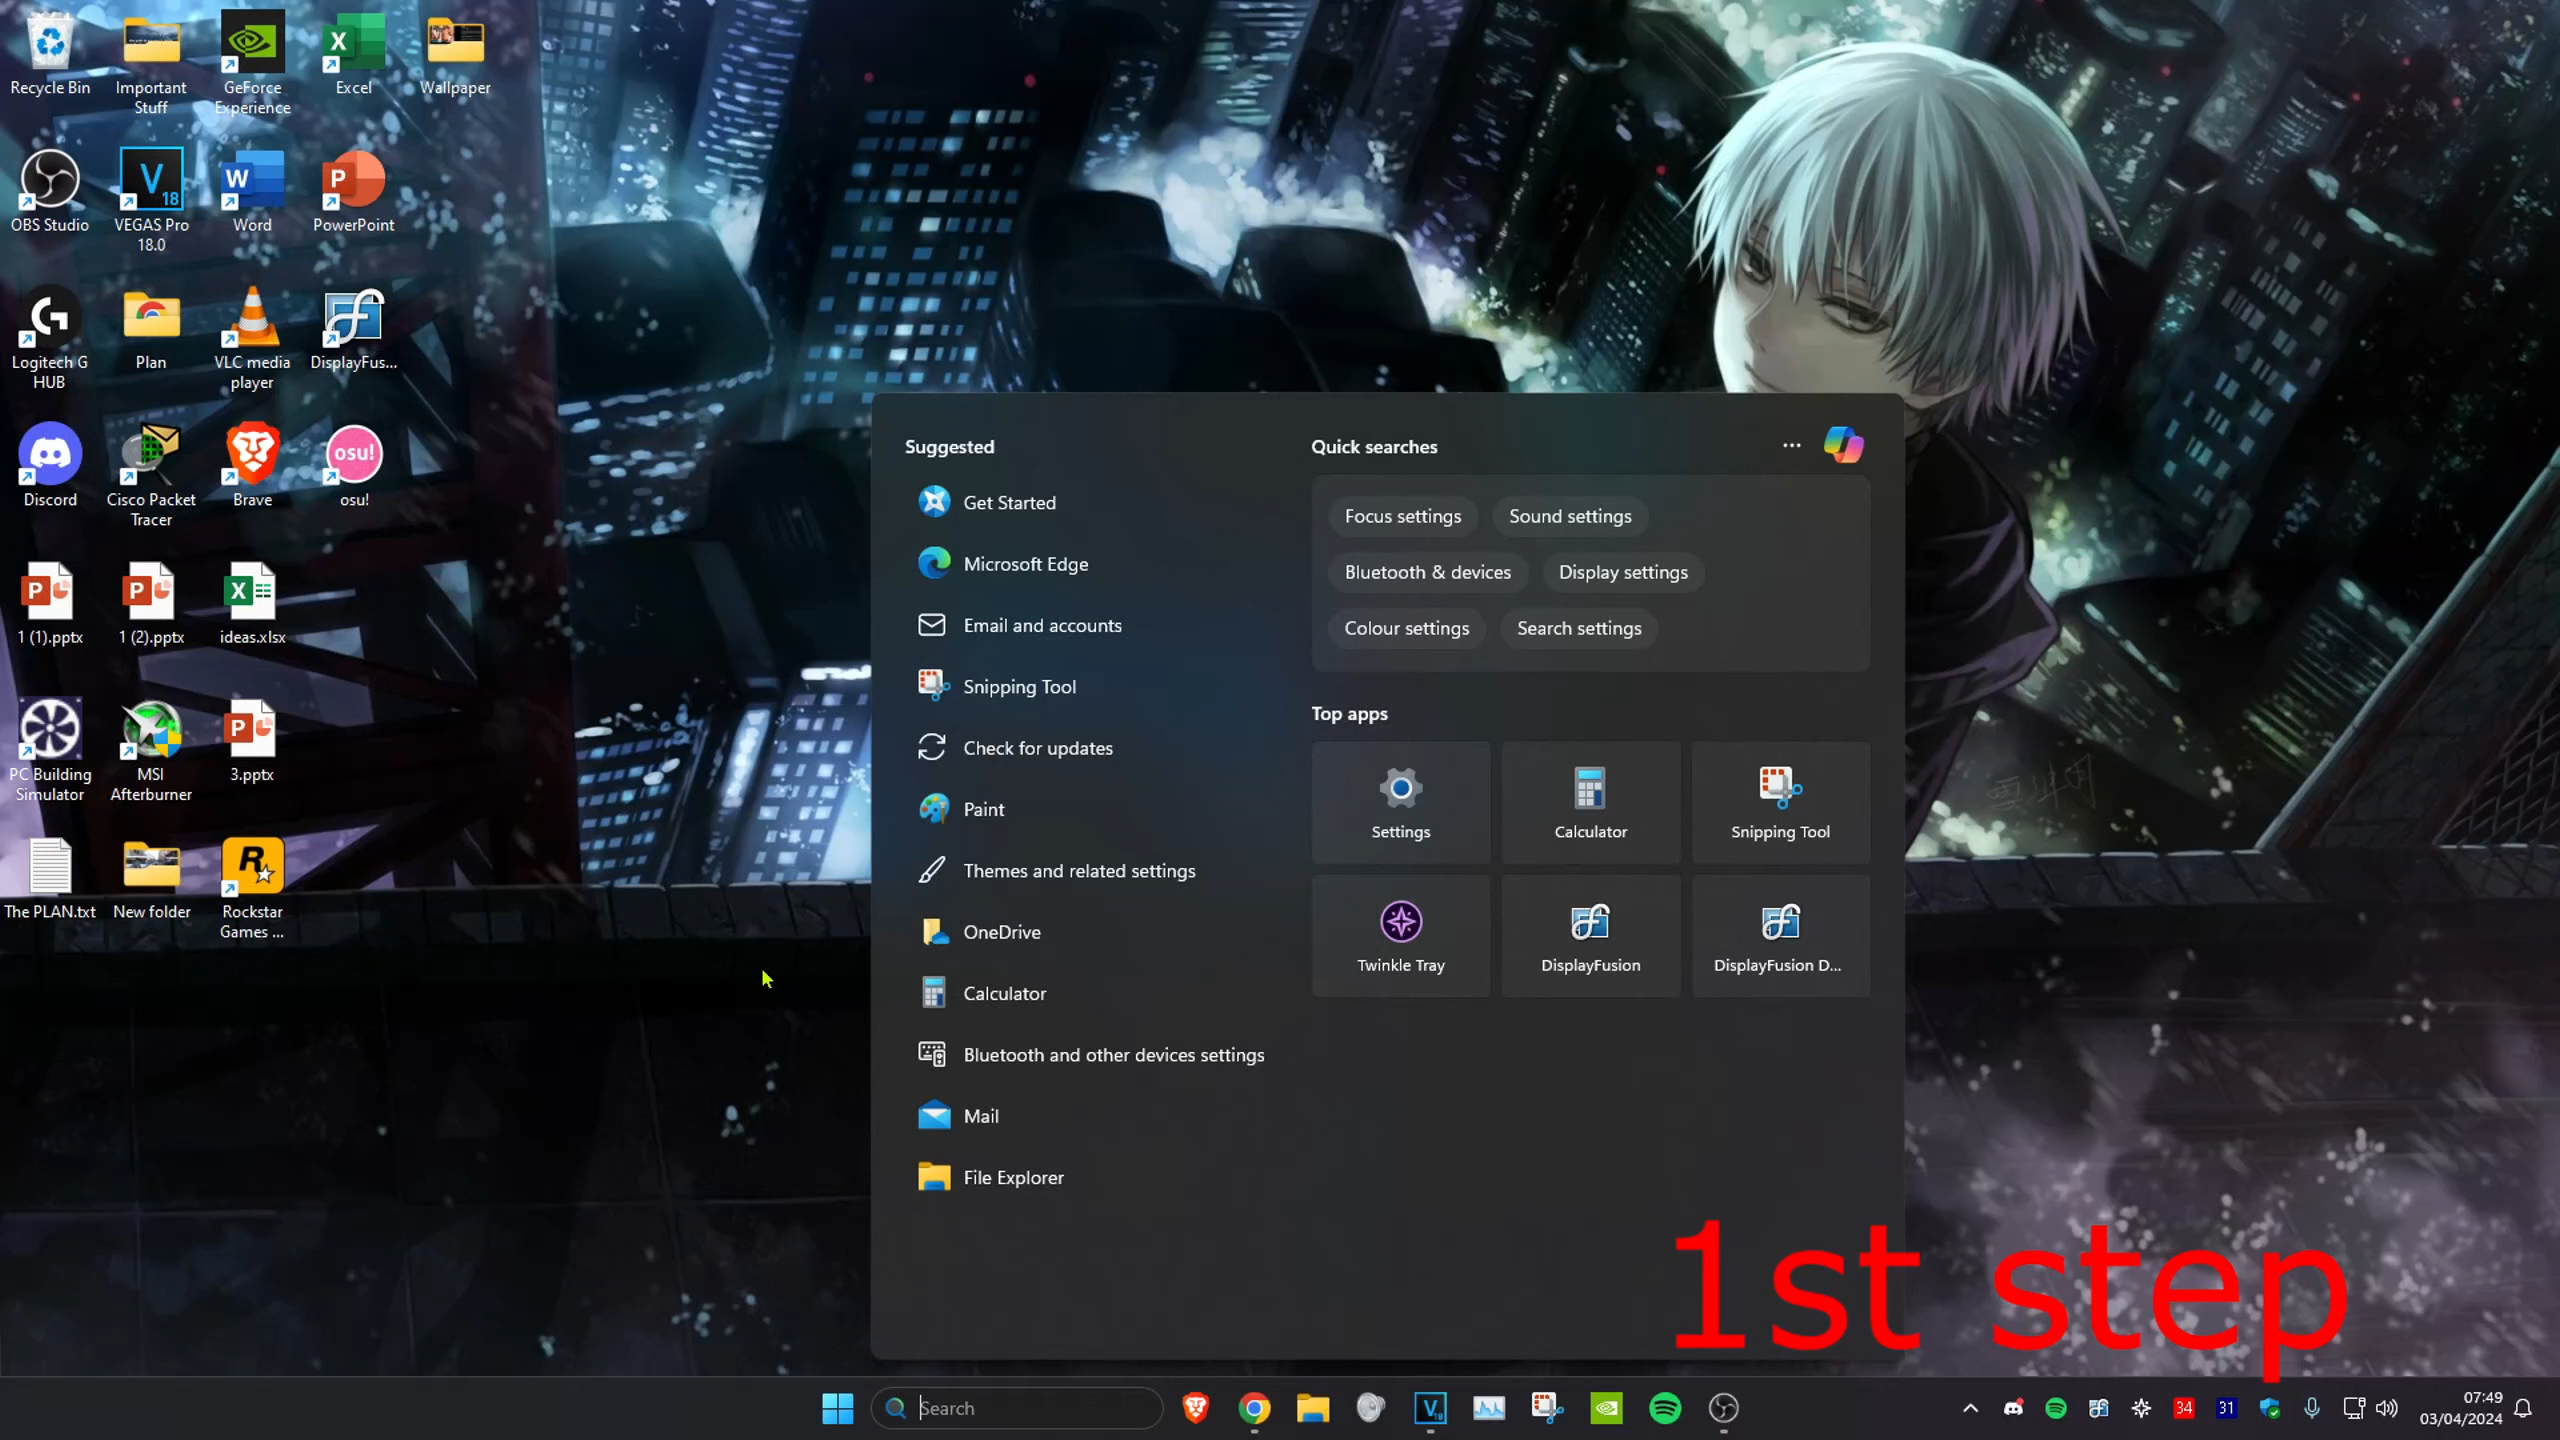 Recycle Bin
Important
Stuff
GeForce
Experience
Excel
Wallpaper
OBS Studio
VEGAS Pro
18.0
Word
PowerPoint
Logitech G
HUB
Plan
VLC media
player
DisplayFus...
Discord
Cisco Packet
Tracer
Brave
osu!
osu!
1 (1).pptx
1 (2).pptx
ideas.xlsx
PC Building
Simulator
MSI
Afterburner
3.pptx
The PLAN.txt
New folder
Rockstar
Games ...
Suggested
Get Started
Microsoft Edge
Email and accounts
Snipping Tool
Check for updates
Paint
Themes and related settings
OneDrive
Calculator
Bluetooth and other devices settings
Mail
File Explorer
Quick searches
Focus settings
Sound settings
Bluetooth & devices
Display settings
Colour settings
Search settings
Top apps
Settings
Calculator
Snipping Tool
Twinkle Tray
DisplayFusion
DisplayFusion D...
1st step
Search
34
31
07:49
03/04/2024